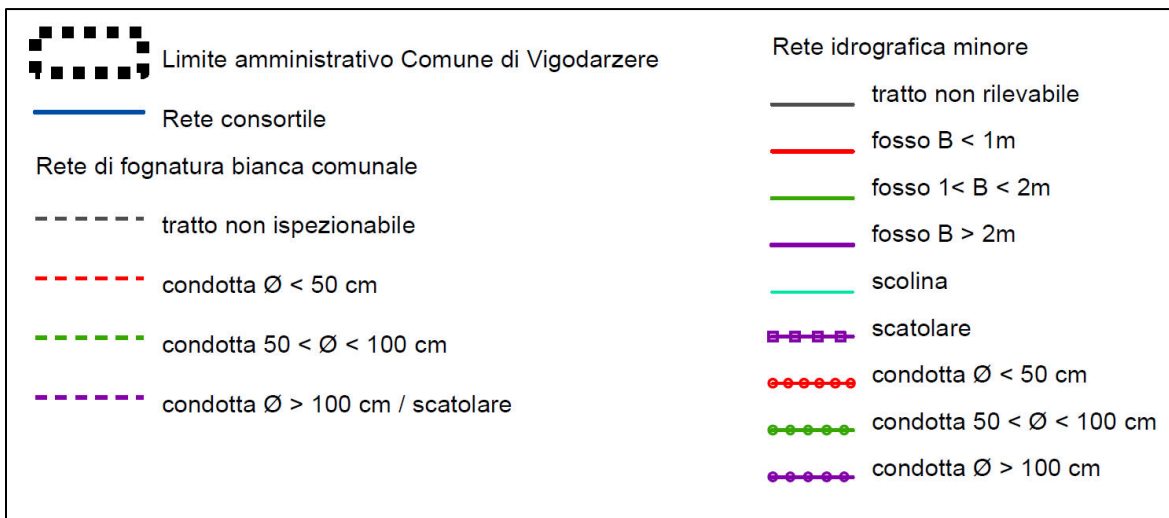 Limite amministrativo Comune di Vigodarzere
Rete consortile
Rete di fognatura bianca comunale
tratto non ispezionabile
condotta Ø < 50 cm
condotta 50 < Ø < 100 cm
condotta Ø > 100 cm / scatolare
Rete idrografica minore
tratto non rilevabile
fosso B < 1m
fosso 1< B < 2m
fosso B > 2m
scolina
scatolare
condotta Ø < 50 cm
condotta 50 < Ø < 100 cm
condotta Ø > 100 cm